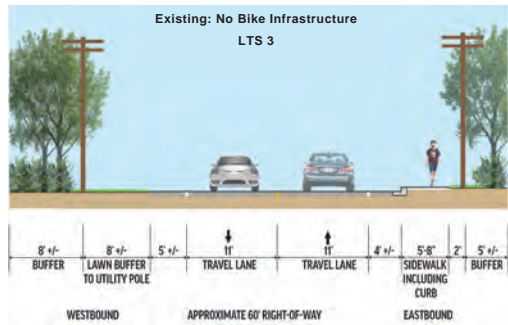 Existing: No Bike Infrastructure
LTS 3
8' +/- 8' +/- 5' +/- 11' 11' 4' +/- 5'-8" 2' 5' +/-
BUFFER LAWN BUFFER TRAVEL LANE TRAVEL LANE SIDEWALK BUFFER
TO UTILITY POLE INCLUDING
CURB
WESTBOUND APPROXIMATE 60' RIGHT-OF-WAY EASTBOUND